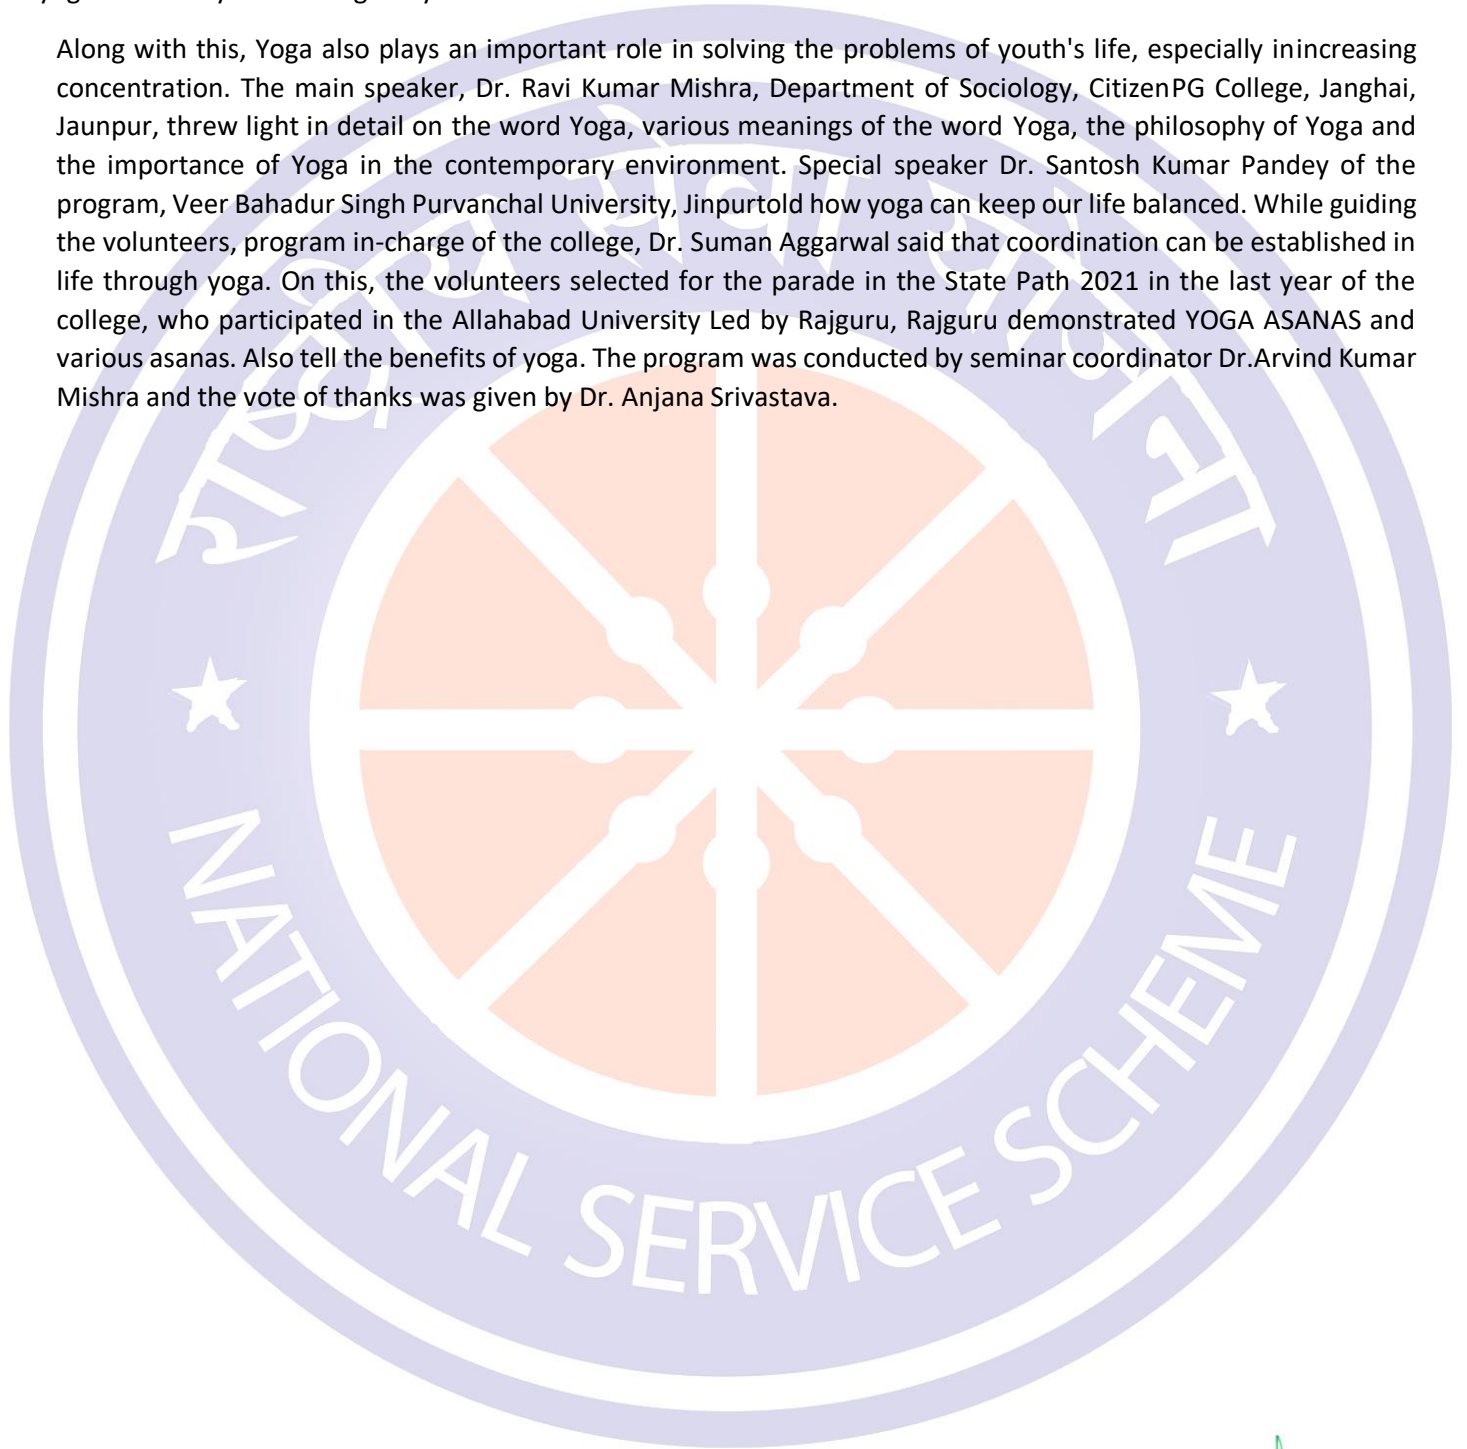 Along with this, Yoga also plays an important role in solving the problems of youth's life, especially inincreasing
concentration. The main speaker, Dr. Ravi Kumar Mishra, Department of Sociology, CitizenPG College, Janghai,
Jaunpur, threw light in detail on the word Yoga, various meanings of the word Yoga, the philosophy of Yoga and
the importance of Yoga in the contemporary environment. Special speaker Dr. Santosh Kumar Pandey of the
program, Veer Bahadur Singh Purvanchal University, Jinpurtold how yoga can keep our life balanced. While guiding
the volunteers, program in-charge of the college, Dr. Suman Aggarwal said that coordination can be established in
life through yoga. On this, the volunteers selected for the parade in the State Path 2021 in the last year of the
college, who participated in the Allahabad University Led by Rajguru, Rajguru demonstrated YOGA ASANAS and
various asanas. Also tell the benefits of yoga. The program was conducted by seminar coordinator Dr.Arvind Kumar
Mishra and the vote of thanks was given by Dr. Anjana Srivastava.
राष्ट्रीय सेवा योजना
NATIONAL SERVICE SCHEME